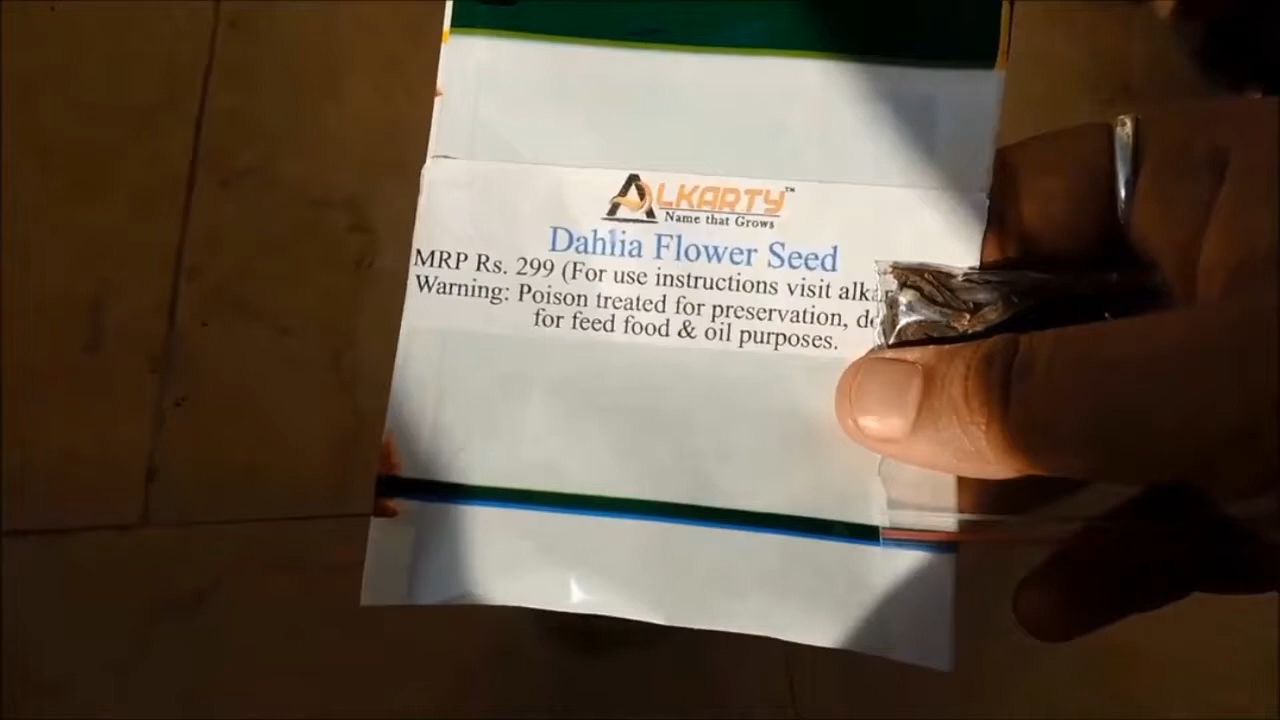 ALKARTY™
Name that Grows
Dahlia Flower Seed
MRP Rs. 299 (For use instructions visit
Warning: Poison treated for preservation,
for feed food & oil purposes.